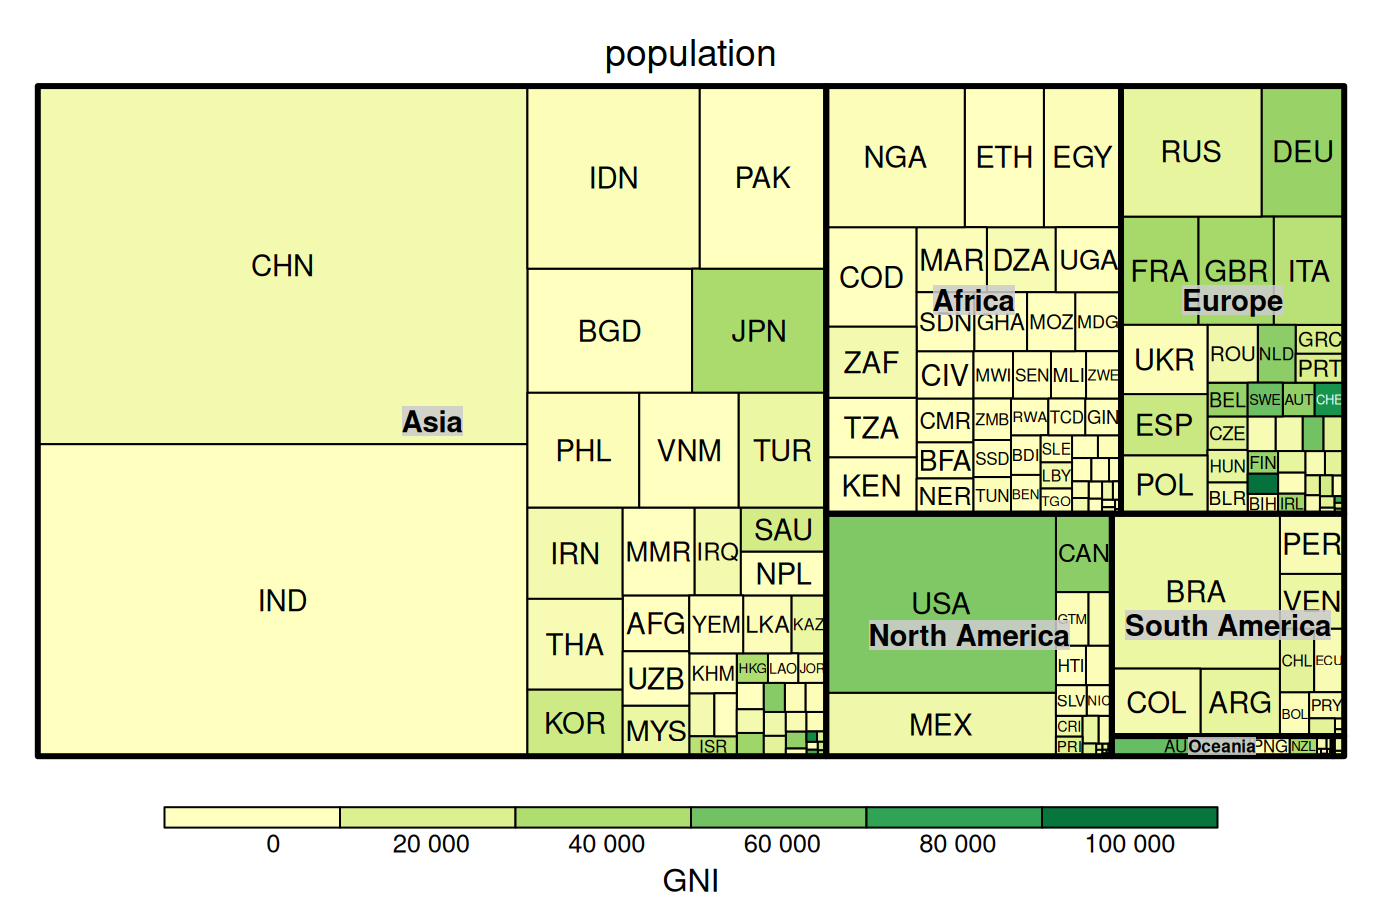 population
CHN
IND
Asia
IDN
PAK
BGD
JPN
PHL
VNM
TUR
IRN
MMR
IRQ
SAU
NPL
THA
AFG
YEM
LKA
KAZ
UZB
KHM
HKG
LAO
JOR
KOR
MYS
ISR
NGA
ETH
EGY
COD
MAR
DZA
UGA
Africa
SDN
GHA
MOZ
MDG
ZAF
CIV
MWI
SEN
MLI
ZWE
TZA
CMR
ZMB
RWA
TCD
GIN
BFA
SSD
BDI
SLE
KEN
NER
TUN
BEN
LBY
TGO
RUS
DEU
FRA
GBR
ITA
Europe
UKR
ROU
NLD
GRC
PRT
ESP
BEL
SWE
AUT
CHE
CZE
POL
HUN
FIN
BLR
BIH
IRL
USA
CAN
North America
GTM
HTI
MEX
SLV
NIC
CRI
PRI
BRA
PER
VEN
South America
CHL
ECU
COL
ARG
BOL
PRY
AU
Oceania
PNG
NZL
0 20 000 40 000 60 000 80 000 100 000
GNI